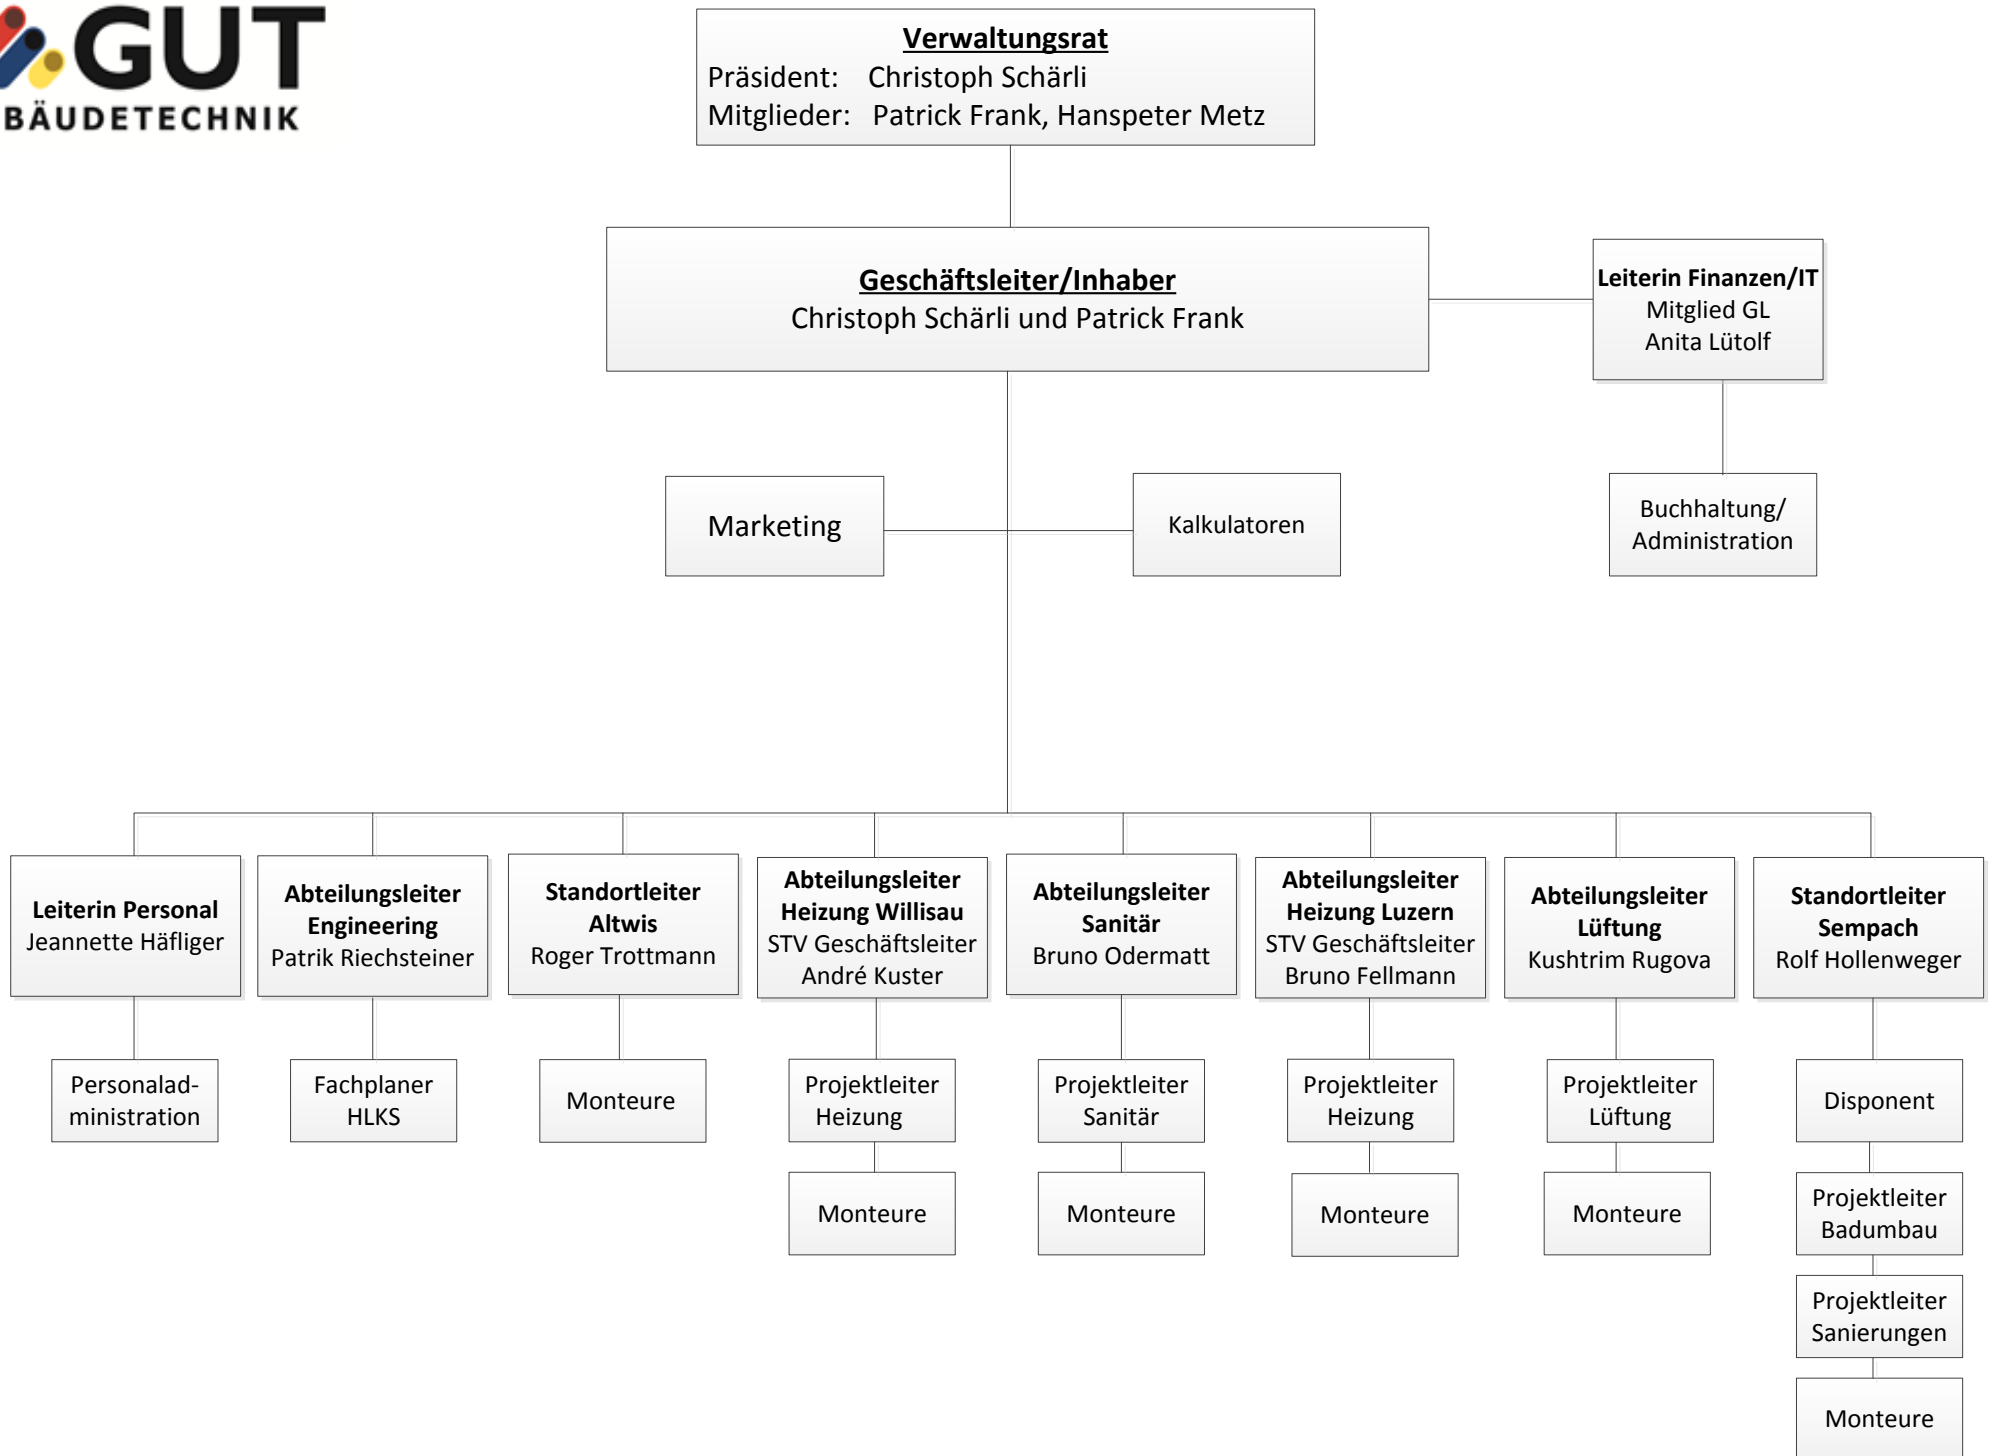 GUT
BÄUDETECHNIK
Verwaltungsrat
Präsident: Christoph Schärli
Mitglieder: Patrick Frank, Hanspeter Metz
Geschäftsleiter/Inhaber
Christoph Schärli und Patrick Frank
Leiterin Finanzen/IT
Mitglied GL
Anita Lütolf
Marketing
Kalkulatoren
Buchhaltung/
Administration
Leiterin Personal
Jeannette Häfliger
Abteilungsleiter
Engineering
Patrik Riechsteiner
Standortleiter
Altwis
Roger Trottmann
Abteilungsleiter
Heizung Willisau
STV Geschäftsleiter
André Kuster
Abteilungsleiter
Sanitär
Bruno Odermatt
Abteilungsleiter
Heizung Luzern
STV Geschäftsleiter
Bruno Fellmann
Abteilungsleiter
Lüftung
Kushtrim Rugova
Standortleiter
Sempach
Rolf Hollenweger
Personalad-
ministration
Fachplaner
HLKS
Monteure
Projektleiter
Heizung
Projektleiter
Sanitär
Projektleiter
Heizung
Projektleiter
Lüftung
Disponent
Monteure
Monteure
Monteure
Monteure
Projektleiter
Badumbau
Projektleiter
Sanierungen
Monteure